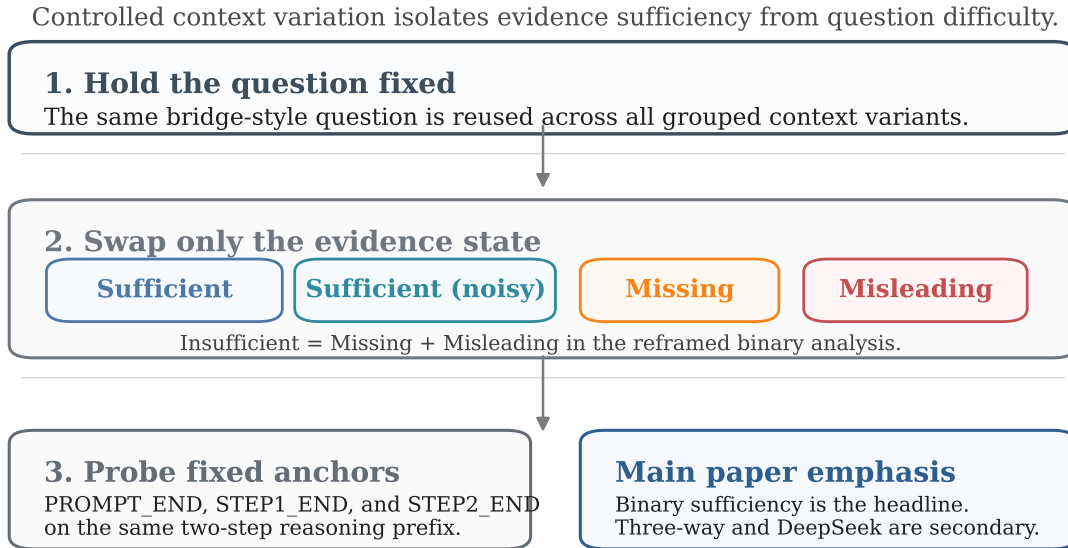 Controlled context variation isolates evidence sufficiency from question difficulty.
1. Hold the question fixed
The same bridge-style question is reused across all grouped context variants.
2. Swap only the evidence state
Sufficient
Sufficient (noisy)
Missing
Misleading
Insufficient = Missing + Misleading in the reframed binary analysis.
3. Probe fixed anchors
PROMPT_END, STEP1_END, and STEP2_END
on the same two-step reasoning prefix.
Main paper emphasis
Binary sufficiency is the headline.
Three-way and DeepSeek are secondary.